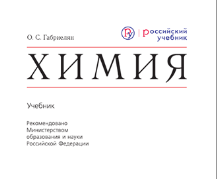 О. С. Габриелян
российский
учебник
ХИМИЯ
Учебник
Рекомендовано
Министерством
образования и науки
Российской Федерации